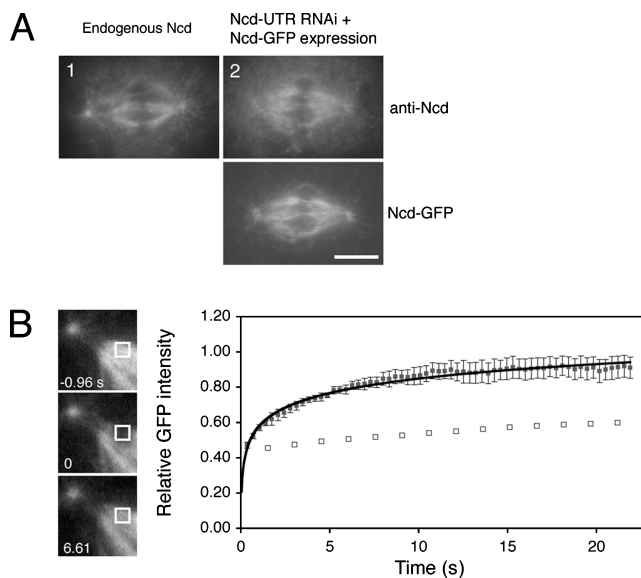 A
Endogenous Ncd
Ncd-UTR RNAi +
Ncd-GFP expression
1
2
anti-Ncd
Ncd-GFP
B
-0.96 s
0
6.61
Relative GFP intensity
1.20
1.00
0.80
0.60
0.40
0.20
0.00
0
5
10
15
20
Time (s)